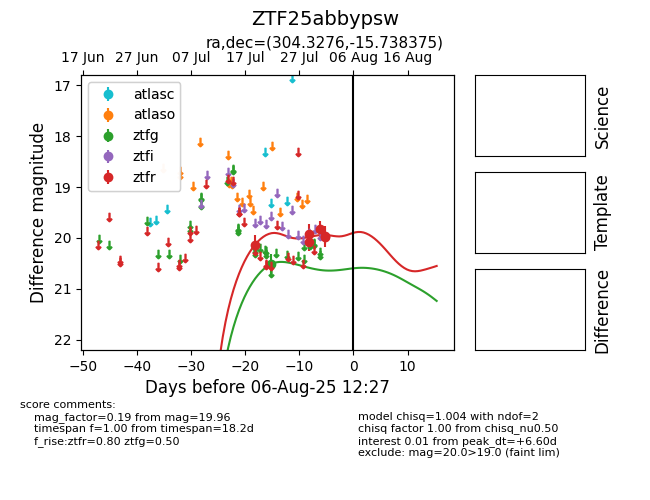 ZTF25abbypsw
ra,dec=(304.3276,-15.738375)
17 Jun 27 Jun 07 Jul 17 Jul 27 Jul 06 Aug 16 Aug
atlasc
atlaso
ztfg
ztfi
ztfr
17
18
19
20
21
22
Difference magnitude
−50 −40 −30 −20 −10 0 10
Days before 06-Aug-25 12:27
Science
Template
Difference
score comments:
mag_factor=0.19 from mag=19.96
timespan f=1.00 from timespan=18.2d
f_rise:ztfr=0.80 ztfg=0.50
model chisq=1.004 with ndof=2
chisq factor 1.00 from chisq_nu0.50
interest 0.01 from peak_dt=+6.60d
exclude: mag=20.0>19.0 (faint lim)